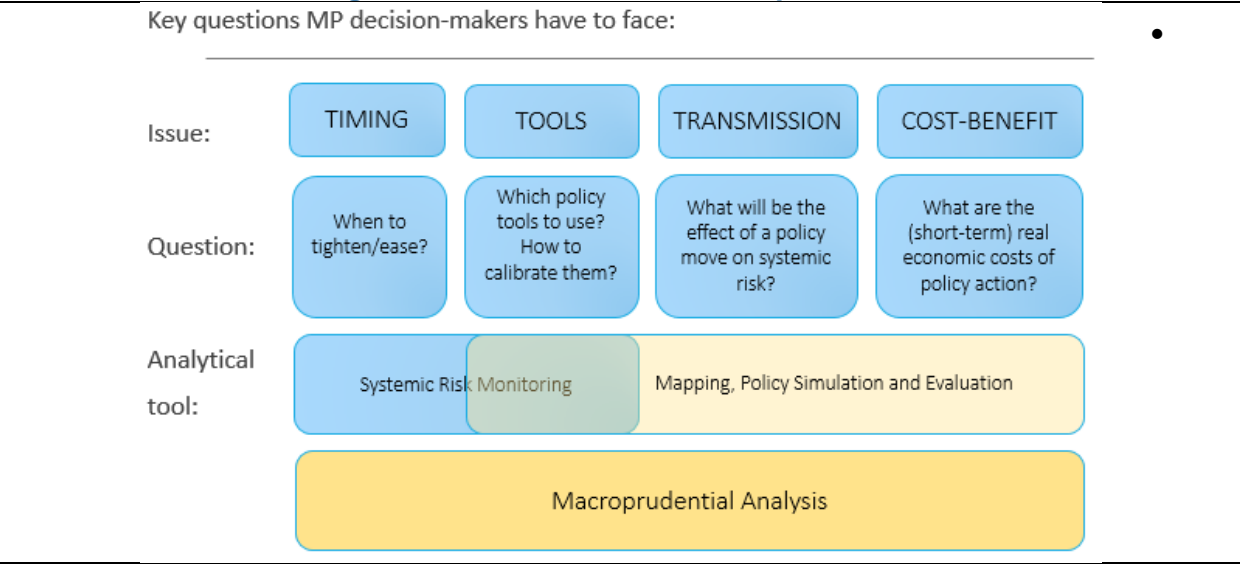 Key questions MP decision-makers have to face:
Issue:
TIMING
TOOLS
TRANSMISSION
COST-BENEFIT
Question:
When to
tighten/ease?
Which policy
tools to use?
How to
calibrate them?
What will be the
effect of a policy
move on systemic
risk?
What are the
(short-term) real
economic costs of
policy action?
Analytical
tool:
Systemic Risk Monitoring
Mapping, Policy Simulation and Evaluation
Macroprudential Analysis